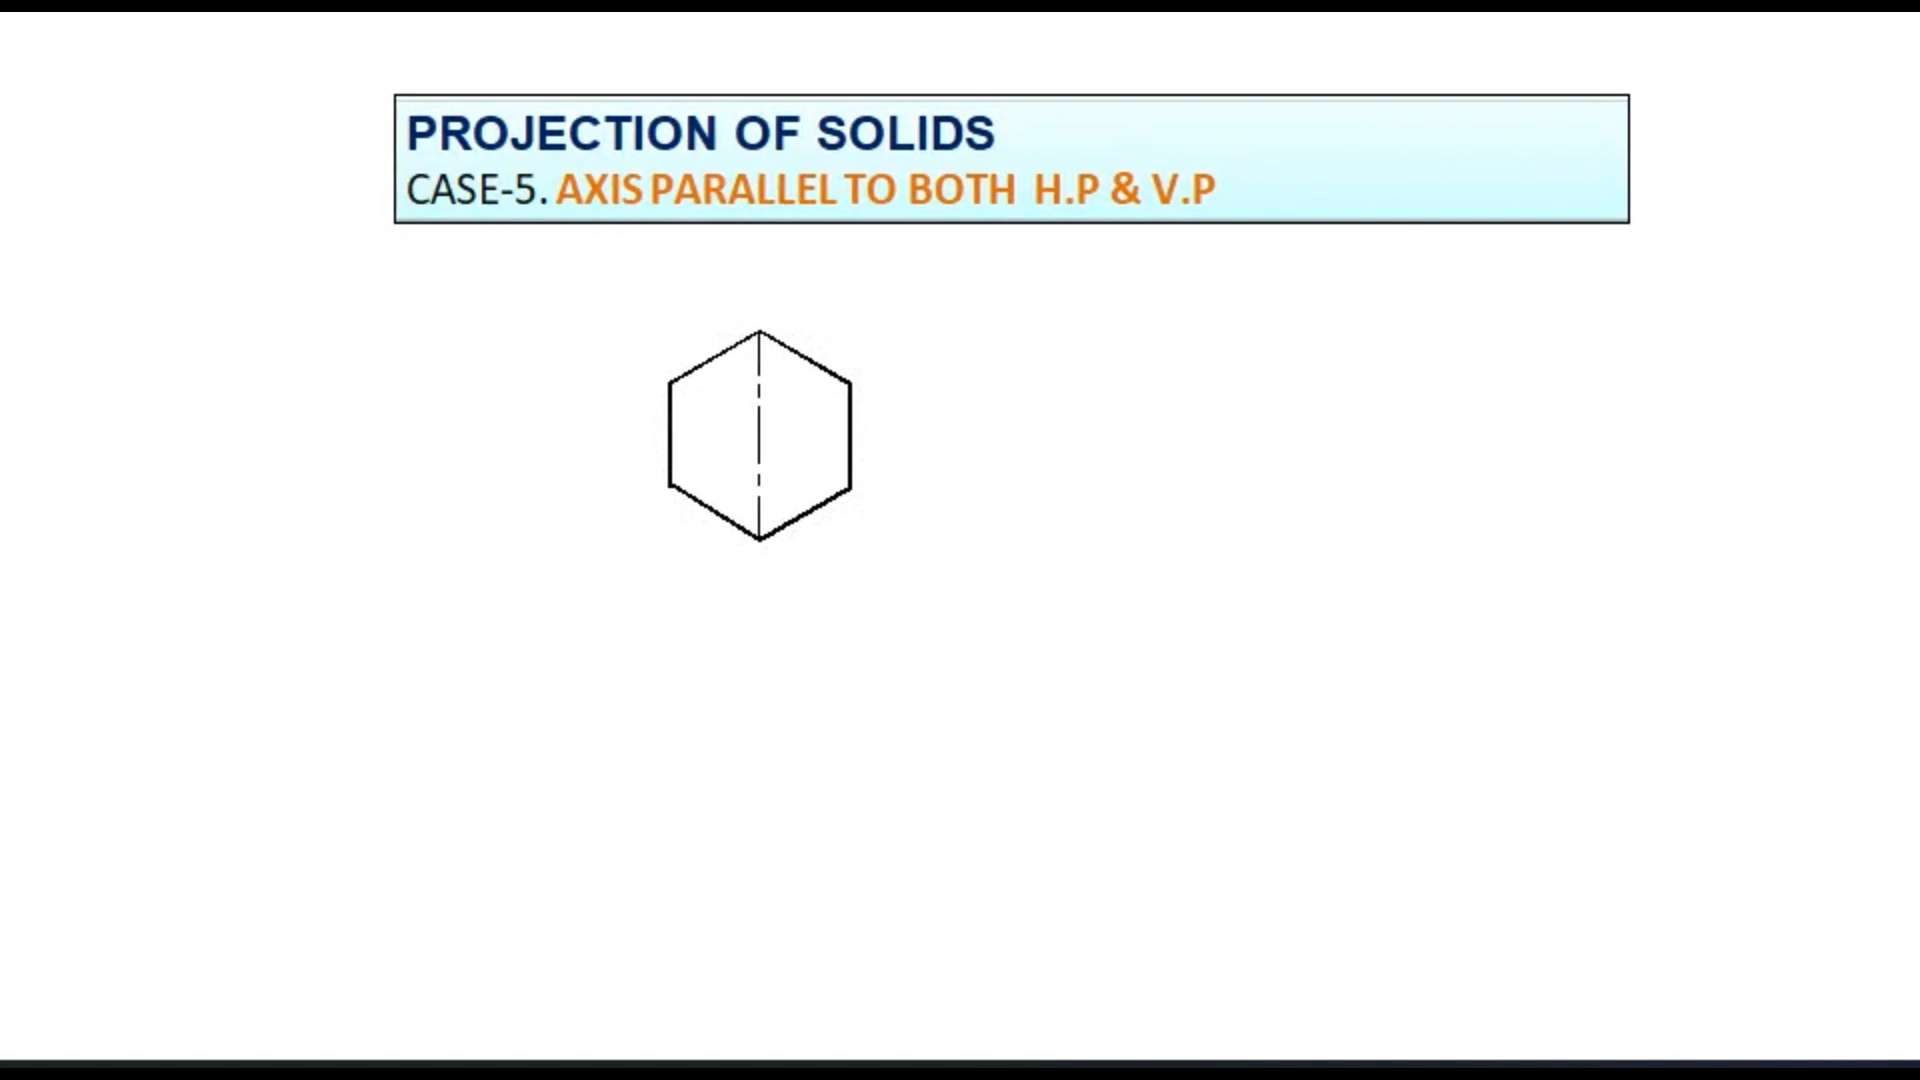 PROJECTION OF SOLIDS
CASE-5. AXIS PARALLEL TO BOTH H.P & V.P